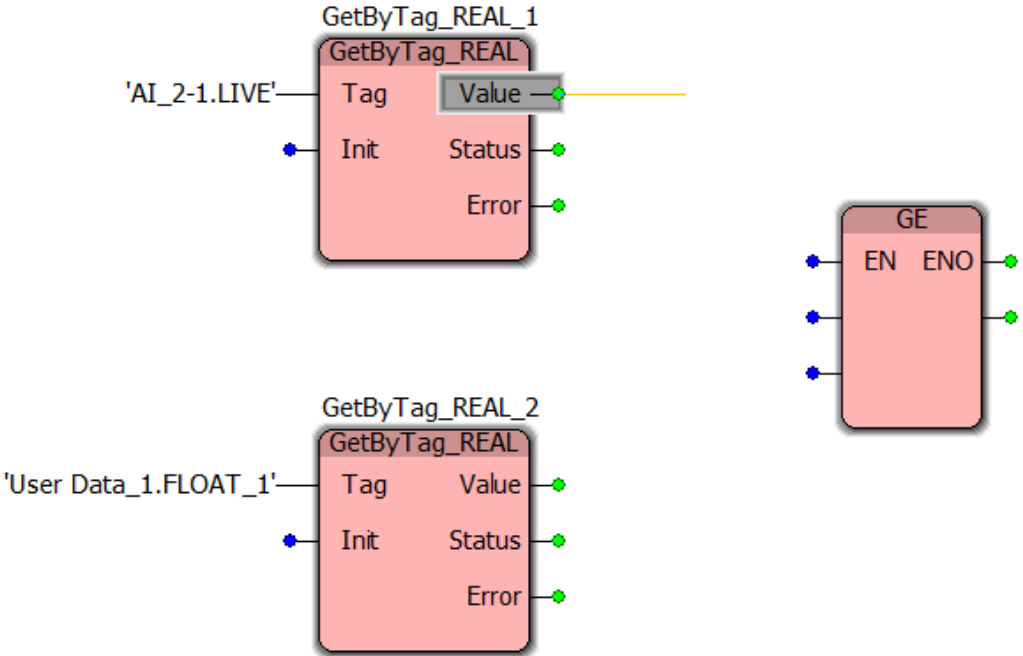 GetByTag_REAL_1
GetByTag_REAL
'AI_2-1.LIVE' Tag Value
Init Status
Error
GE
EN ENO
GetByTag_REAL_2
GetByTag_REAL
'User Data_1.FLOAT_1' Tag Value
Init Status
Error